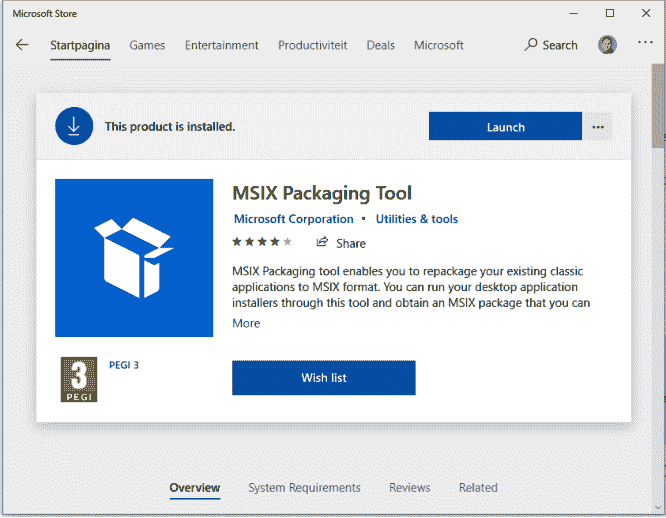 Microsoft Store
Startpagina Games Entertainment Productiviteit Deals Microsoft Search
This product is installed. Launch
MSIX Packaging Tool
Microsoft Corporation • Utilities & tools
Share
MSIX Packaging tool enables you to repackage your existing classic
applications to MSIX format. You can run your desktop application
installers through this tool and obtain an MSIX package that you can
More
3
PEGI
PEGI 3
Wish list
Overview System Requirements Reviews Related